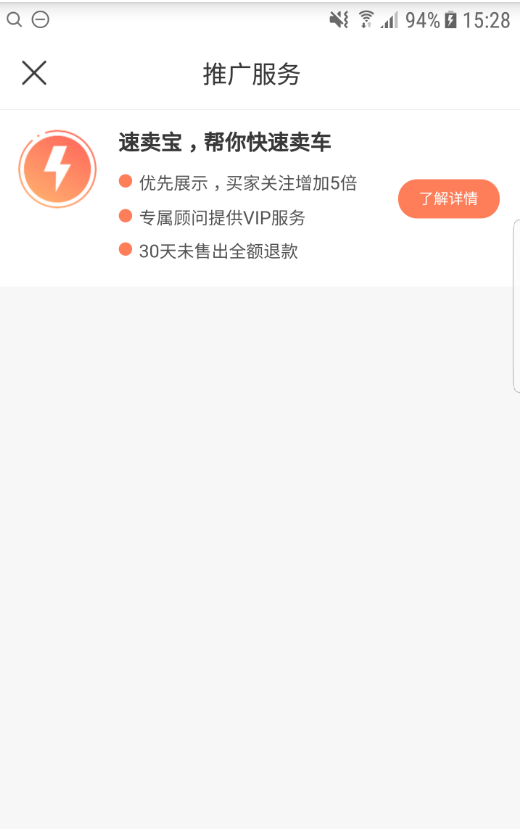 94% 15:28
推广服务
速卖宝，帮你快速卖车
优先展示，买家关注增加5倍
专属顾问提供VIP服务
30天未售出全额退款
了解详情